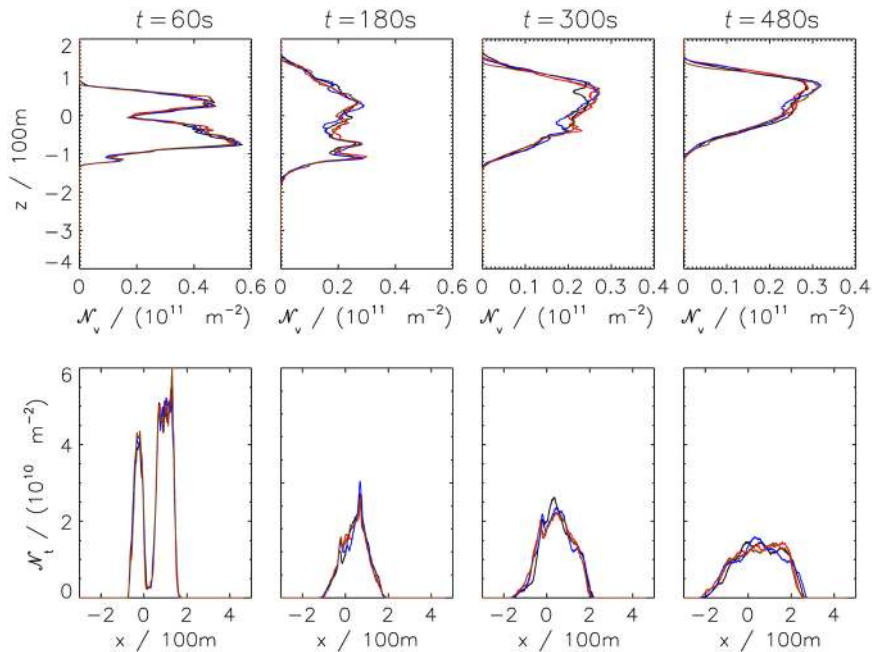 t=60s t=180s t=300s t=480s
2
1
0
-1
-2
-3
-4
z / 100m
0 0.2 0.4 0.6 0 0.2 0.4 0.6 0 0.1 0.2 0.3 0.4 0 0.1 0.2 0.3 0.4
𝒩v / (10¹¹ m⁻²) 𝒩v / (10¹¹ m⁻²) 𝒩v / (10¹¹ m⁻²) 𝒩v / (10¹¹ m⁻²)
6
4
2
0
𝒩t / (10¹⁰ m⁻²)
−2 0 2 4 −2 0 2 4 −2 0 2 4 −2 0 2 4
x / 100m x / 100m x / 100m x / 100m